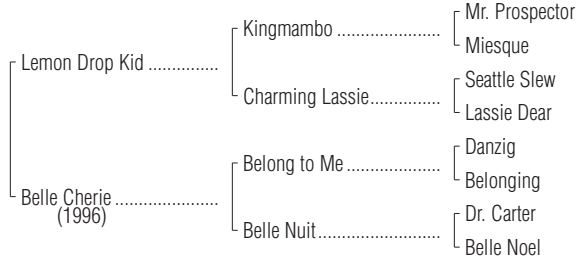 Mr. Prospector
Kingmambo ....................
Miesque
Lemon Drop Kid ..............
Seattle Slew
Charming Lassie..............
Lassie Dear
Danzig
Belong to Me ..................
Belonging
Belle Cherie ....................
(1996)
Dr. Carter
Belle Nuit........................
Belle Noel